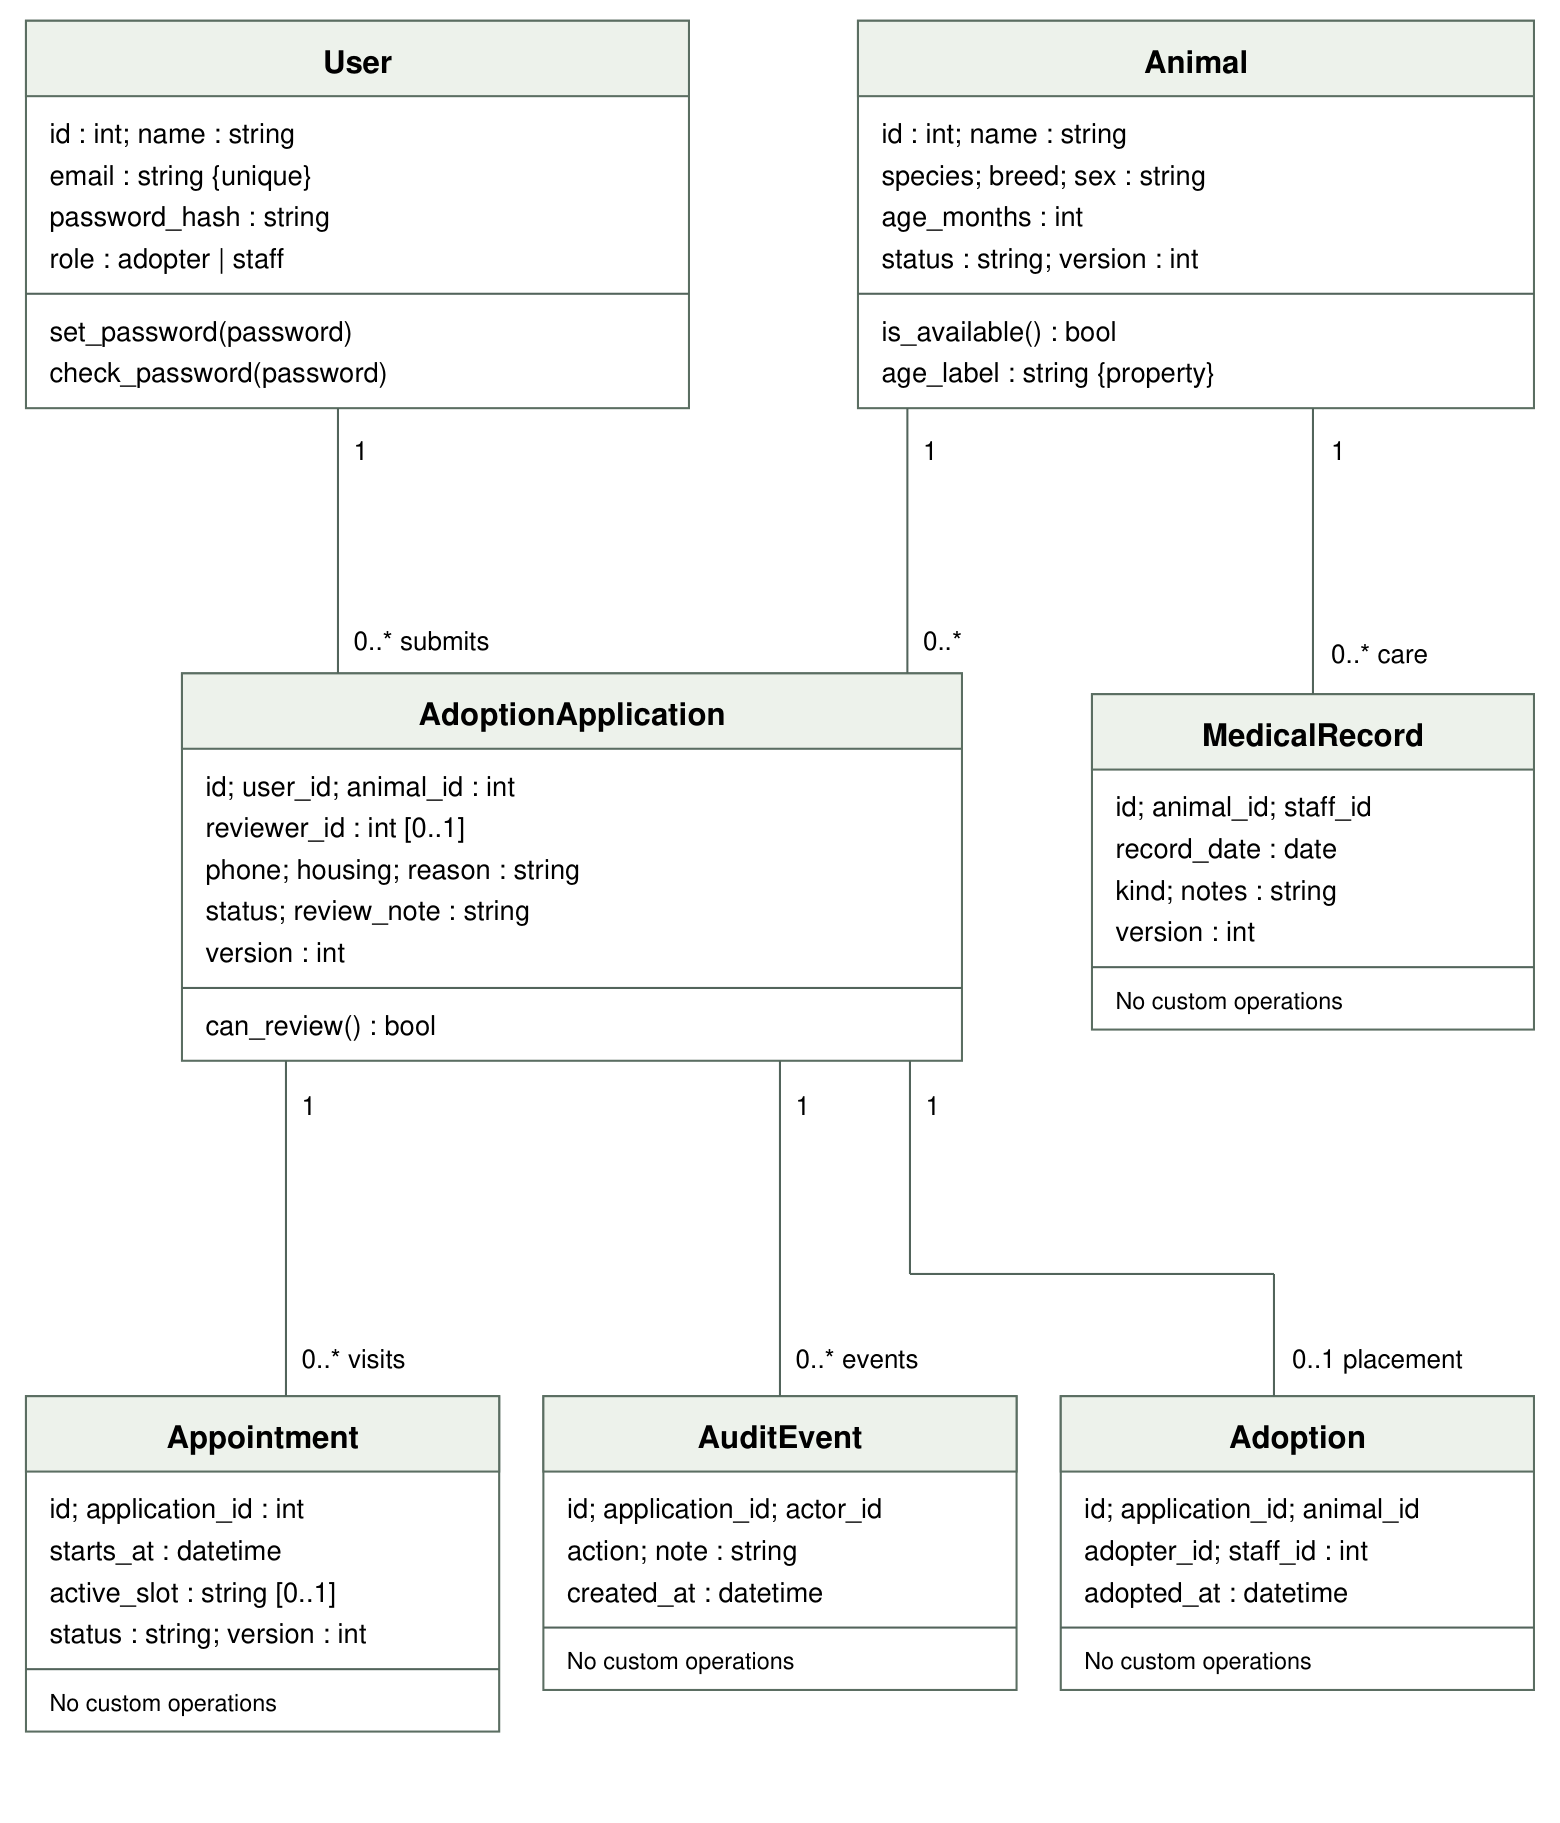 User
id : int; name : string
email : string {unique}
password_hash : string
role : adopter | staff
set_password(password)
check_password(password)
Animal
id : int; name : string
species; breed; sex : string
age_months : int
status : string; version : int
is_available() : bool
age_label : string {property}
1
1
1
0..* submits
0..*
0..* care
AdoptionApplication
id; user_id; animal_id : int
reviewer_id : int [0..1]
phone; housing; reason : string
status; review_note : string
version : int
can_review() : bool
MedicalRecord
id; animal_id; staff_id
record_date : date
kind; notes : string
version : int
No custom operations
1
1
1
0..* visits
0..* events
0..1 placement
Appointment
id; application_id : int
starts_at : datetime
active_slot : string [0..1]
status : string; version : int
No custom operations
AuditEvent
id; application_id; actor_id
action; note : string
created_at : datetime
No custom operations
Adoption
id; application_id; animal_id
adopter_id; staff_id : int
adopted_at : datetime
No custom operations